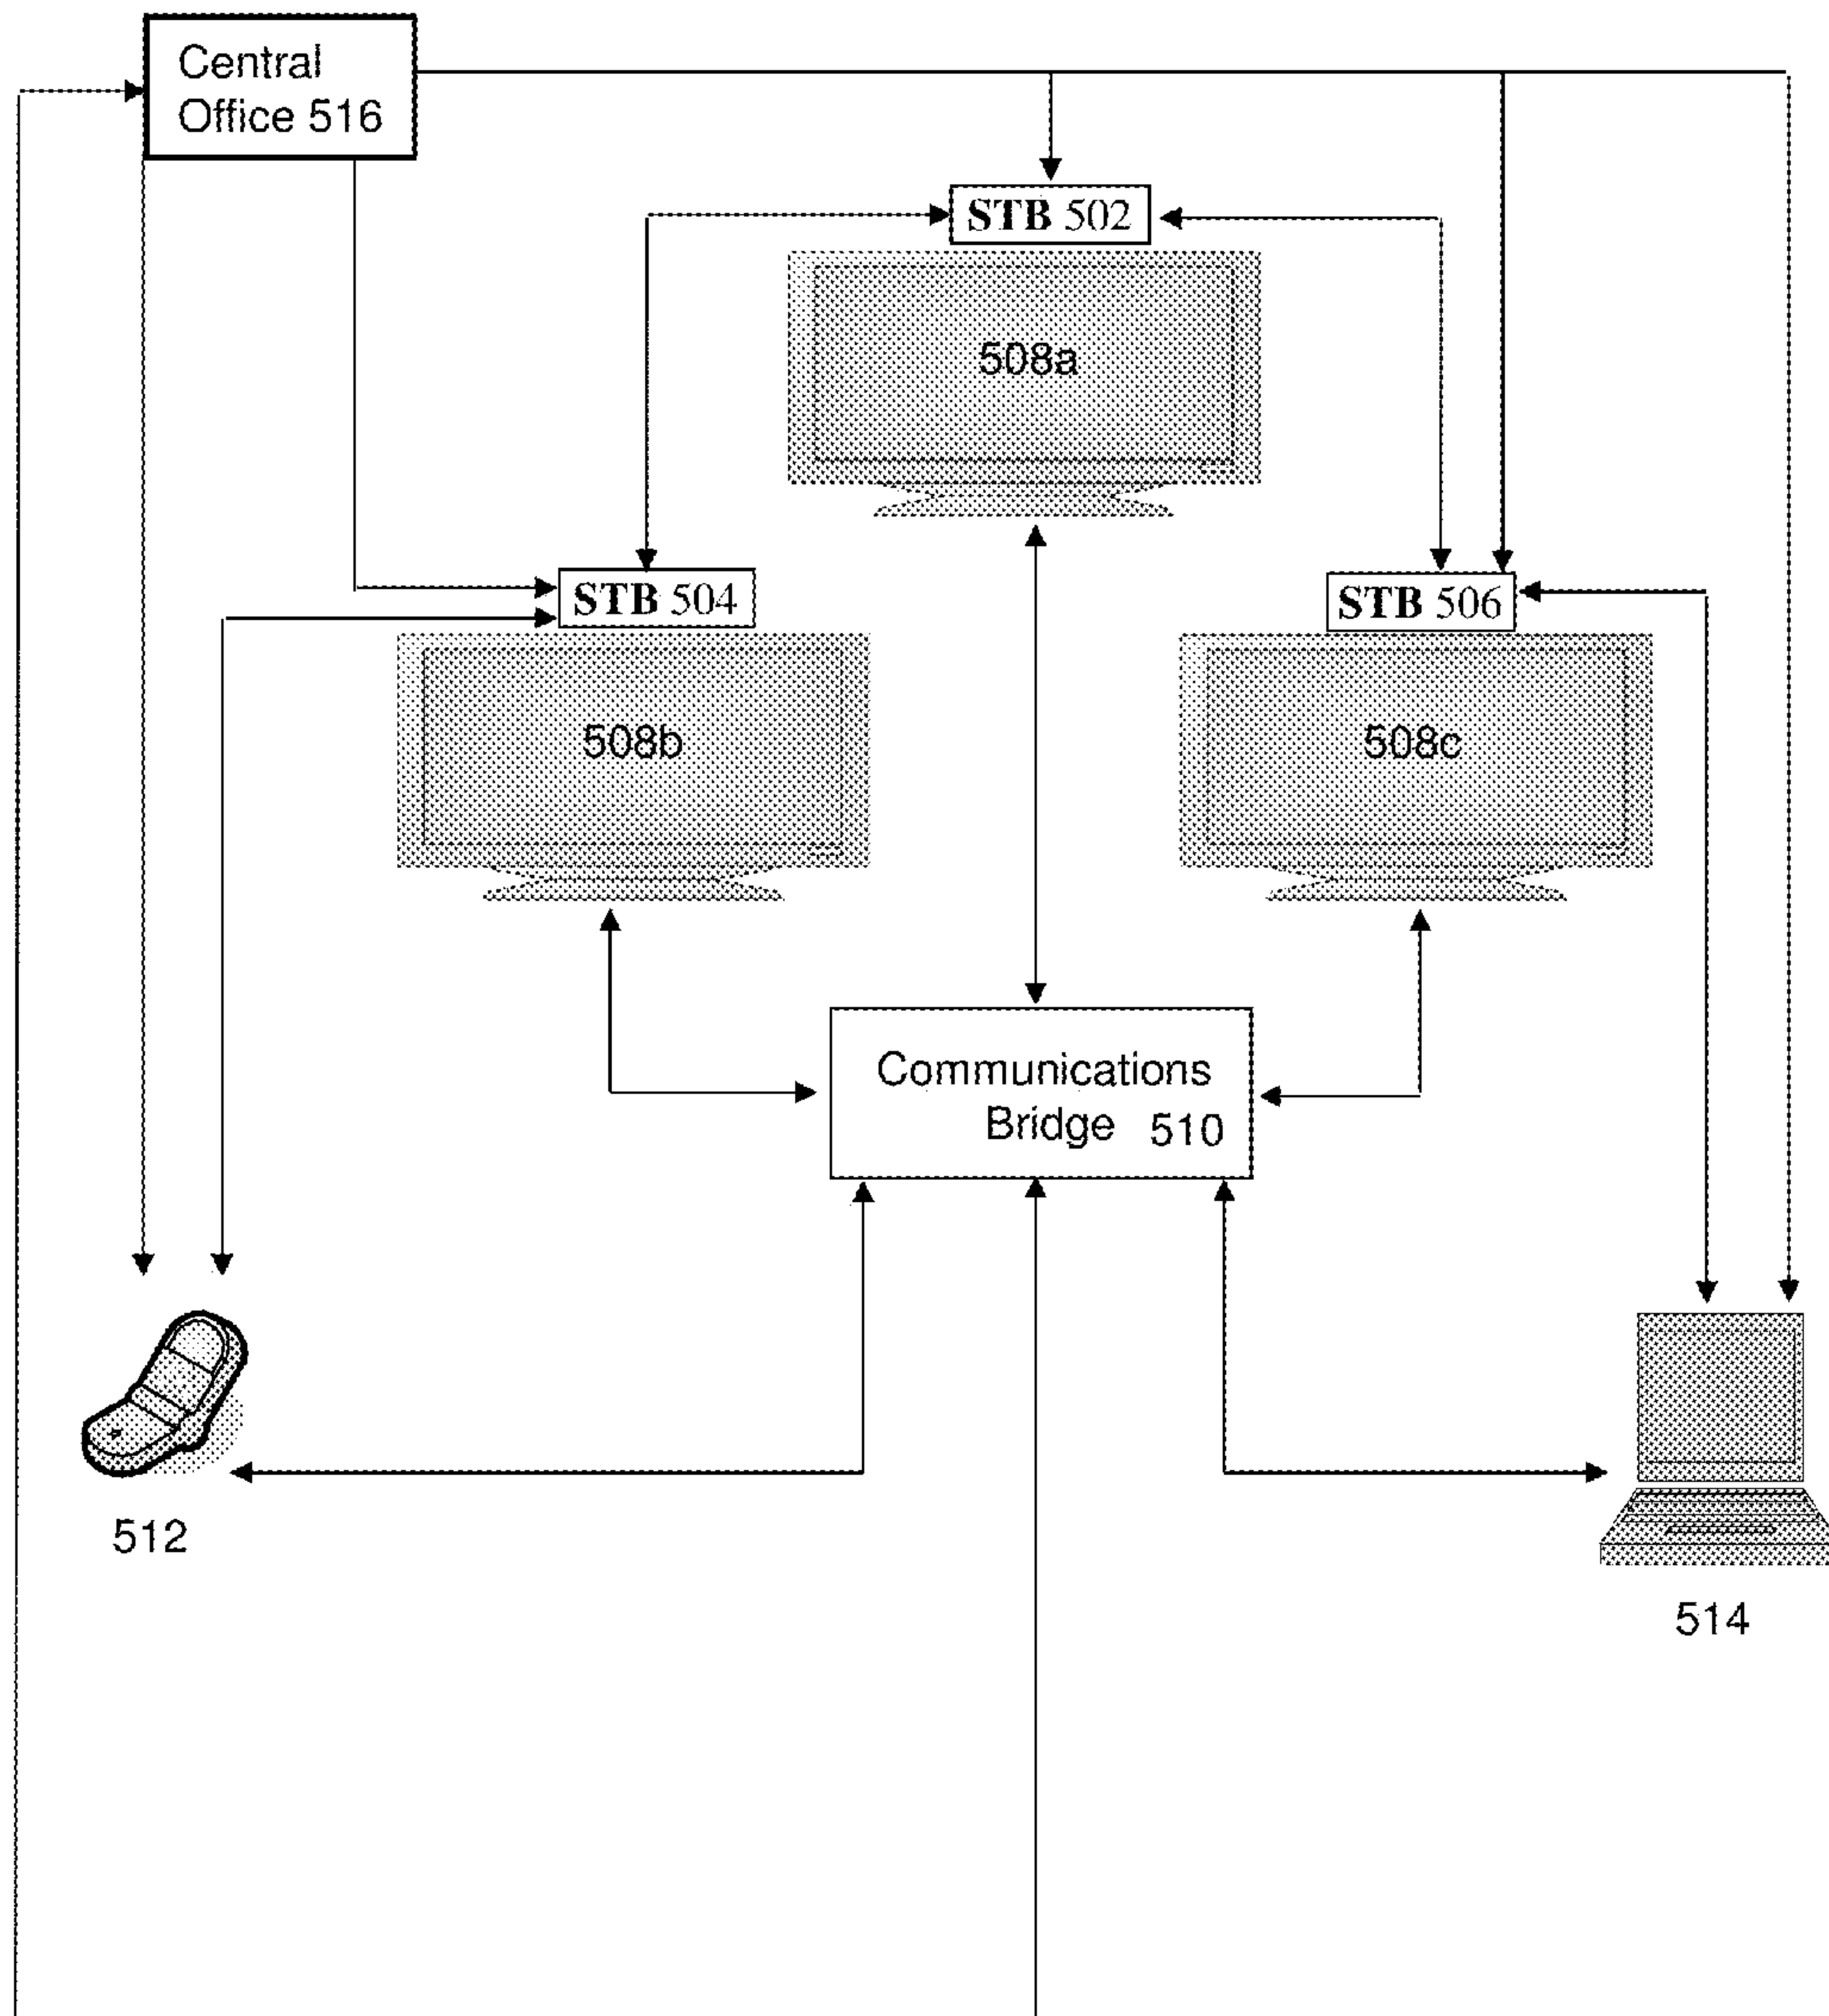 Central
Office 516
STB 502
508a
STB 504
STB 506
508b
508c
Communications
Bridge 510
512
514